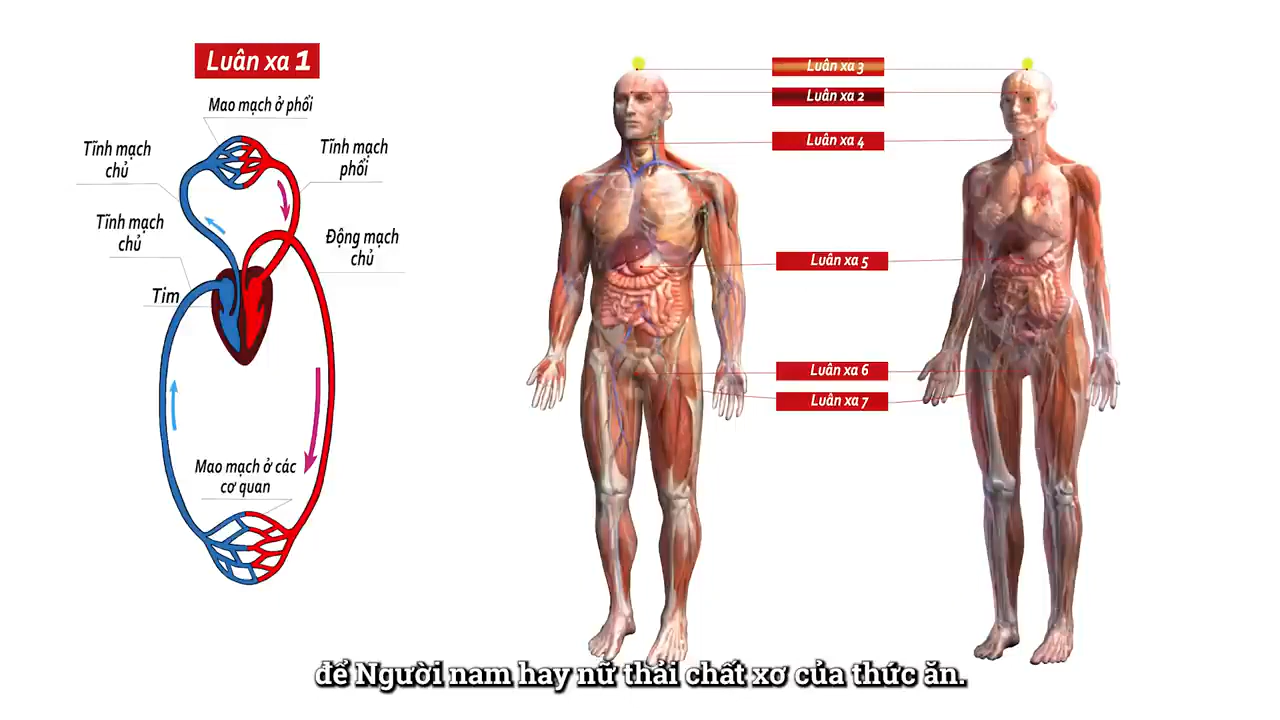 Luân xa 1
Mao mạch ở phổi
Tĩnh mạch
chủ
Tĩnh mạch
phổi
Tĩnh mạch
chủ
Động mạch
chủ
Tim
Mao mạch ở các
cơ quan
Luân xa 3
Luân xa 2
Luân xa 4
Luân xa 5
Luân xa 6
Luân xa 7
để Người nam hay nữ thải chất xơ của thức ăn.